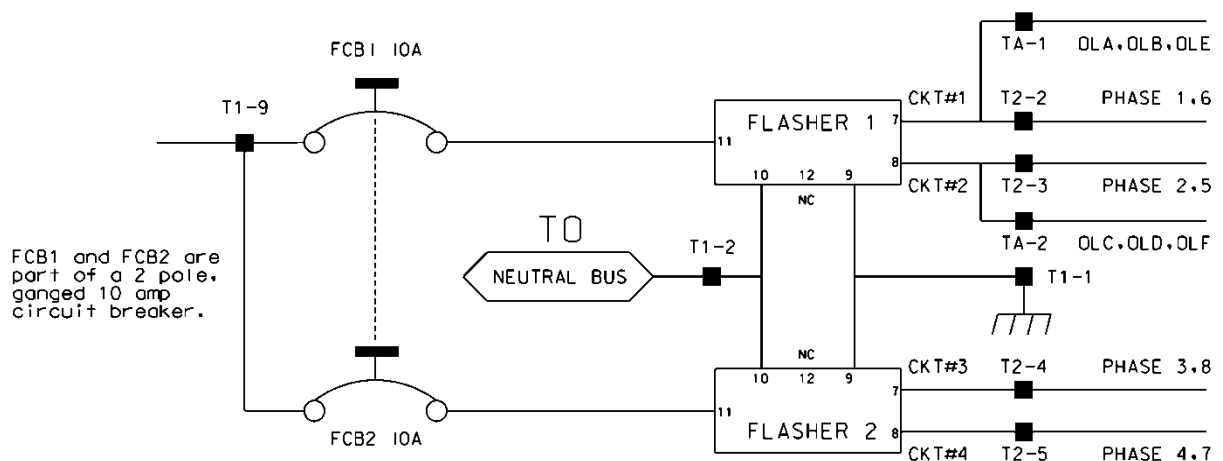 FCB1 10A
T1-9
FCB1 and FCB2 are
part of a 2 pole,
ganged 10 amp
circuit breaker.
FCB2 10A
TO
NEUTRAL BUS
T1-2
FLASHER 1
11
7
8
10 12 9
NC
CKT#1
CKT#2
TA-1 OLA,OLB,OLE
T2-2 PHASE 1,6
T2-3 PHASE 2,5
TA-2 OLC,OLD,OLF
T1-1
NC
10 12 9
11
7
8
FLASHER 2
CKT#3 T2-4 PHASE 3,8
CKT#4 T2-5 PHASE 4,7